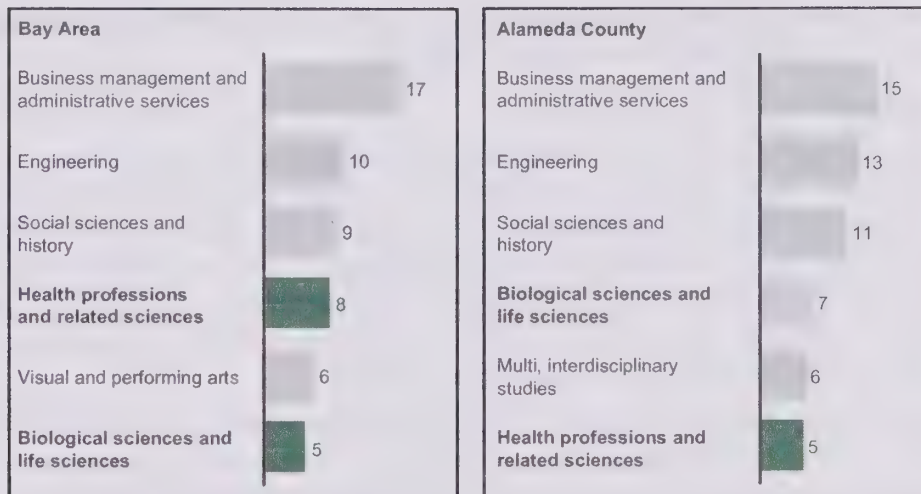 Bay Area
Business management and
administrative services
17
Engineering
10
Social sciences and
history
9
Health professions
and related sciences
8
Visual and performing arts
6
Biological sciences and
life sciences
5
Alameda County
Business management and
administrative services
15
Engineering
13
Social sciences and
history
11
Biological sciences and
life sciences
7
Multi, interdisciplinary
studies
6
Health professions and
related sciences
5